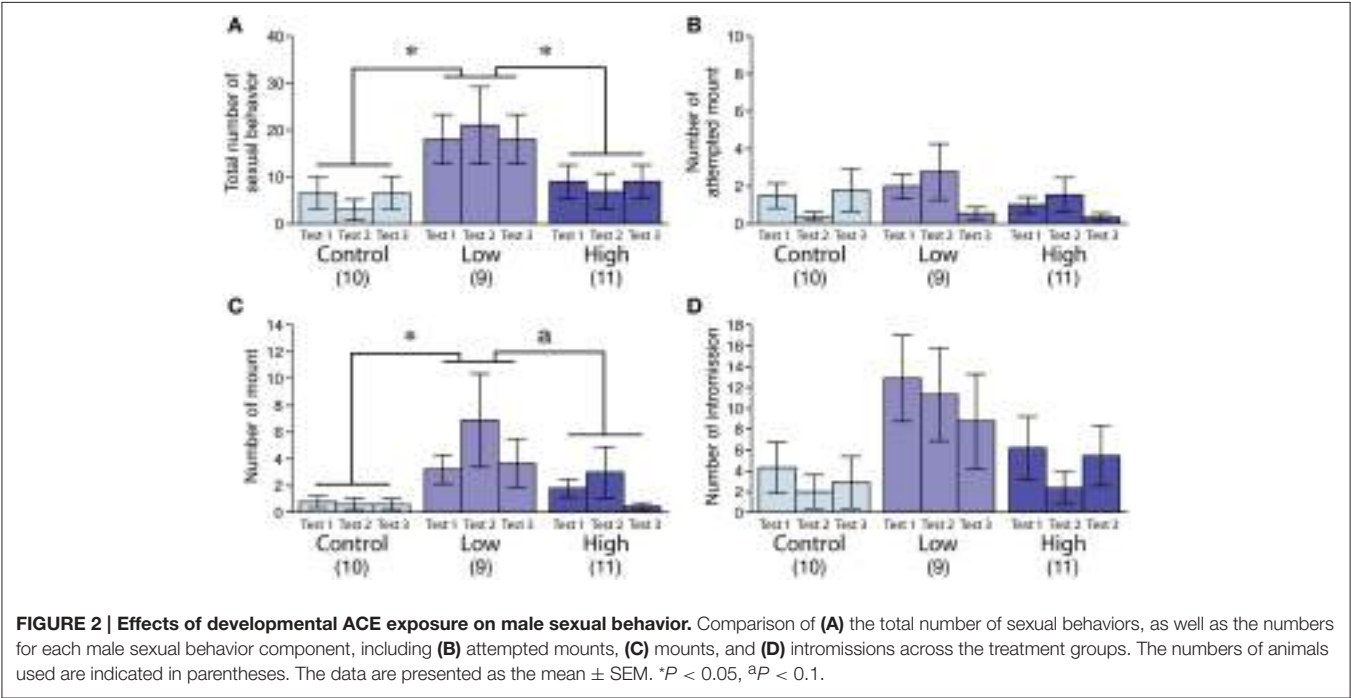 A
40
30
20
10
0
Total number of
sexual behavior
*
*
Test 1 Test 2 Test 3
Test 1 Test 2 Test 3
Test 1 Test 2 Test 3
Control
(10)
Low
(9)
High
(11)
B
10
8
6
4
2
0
Number of
attempted mount
Test 1 Test 2 Test 3
Test 1 Test 2 Test 3
Test 1 Test 2 Test 3
Control
(10)
Low
(9)
High
(11)
C
14
12
10
8
6
4
2
0
Number of mount
*
a
Test 1 Test 2 Test 3
Test 1 Test 2 Test 3
Test 1 Test 2 Test 3
Control
(10)
Low
(9)
High
(11)
D
18
16
14
12
10
8
6
4
2
0
Number of intromission
Test 1 Test 2 Test 3
Test 1 Test 2 Test 3
Test 1 Test 2 Test 3
Control
(10)
Low
(9)
High
(11)
FIGURE 2 | Effects of developmental ACE exposure on male sexual behavior. Comparison of (A) the total number of sexual behaviors, as well as the numbers
for each male sexual behavior component, including (B) attempted mounts, (C) mounts, and (D) intromissions across the treatment groups. The numbers of animals
used are indicated in parentheses. The data are presented as the mean ± SEM. *P < 0.05, ᵃP < 0.1.